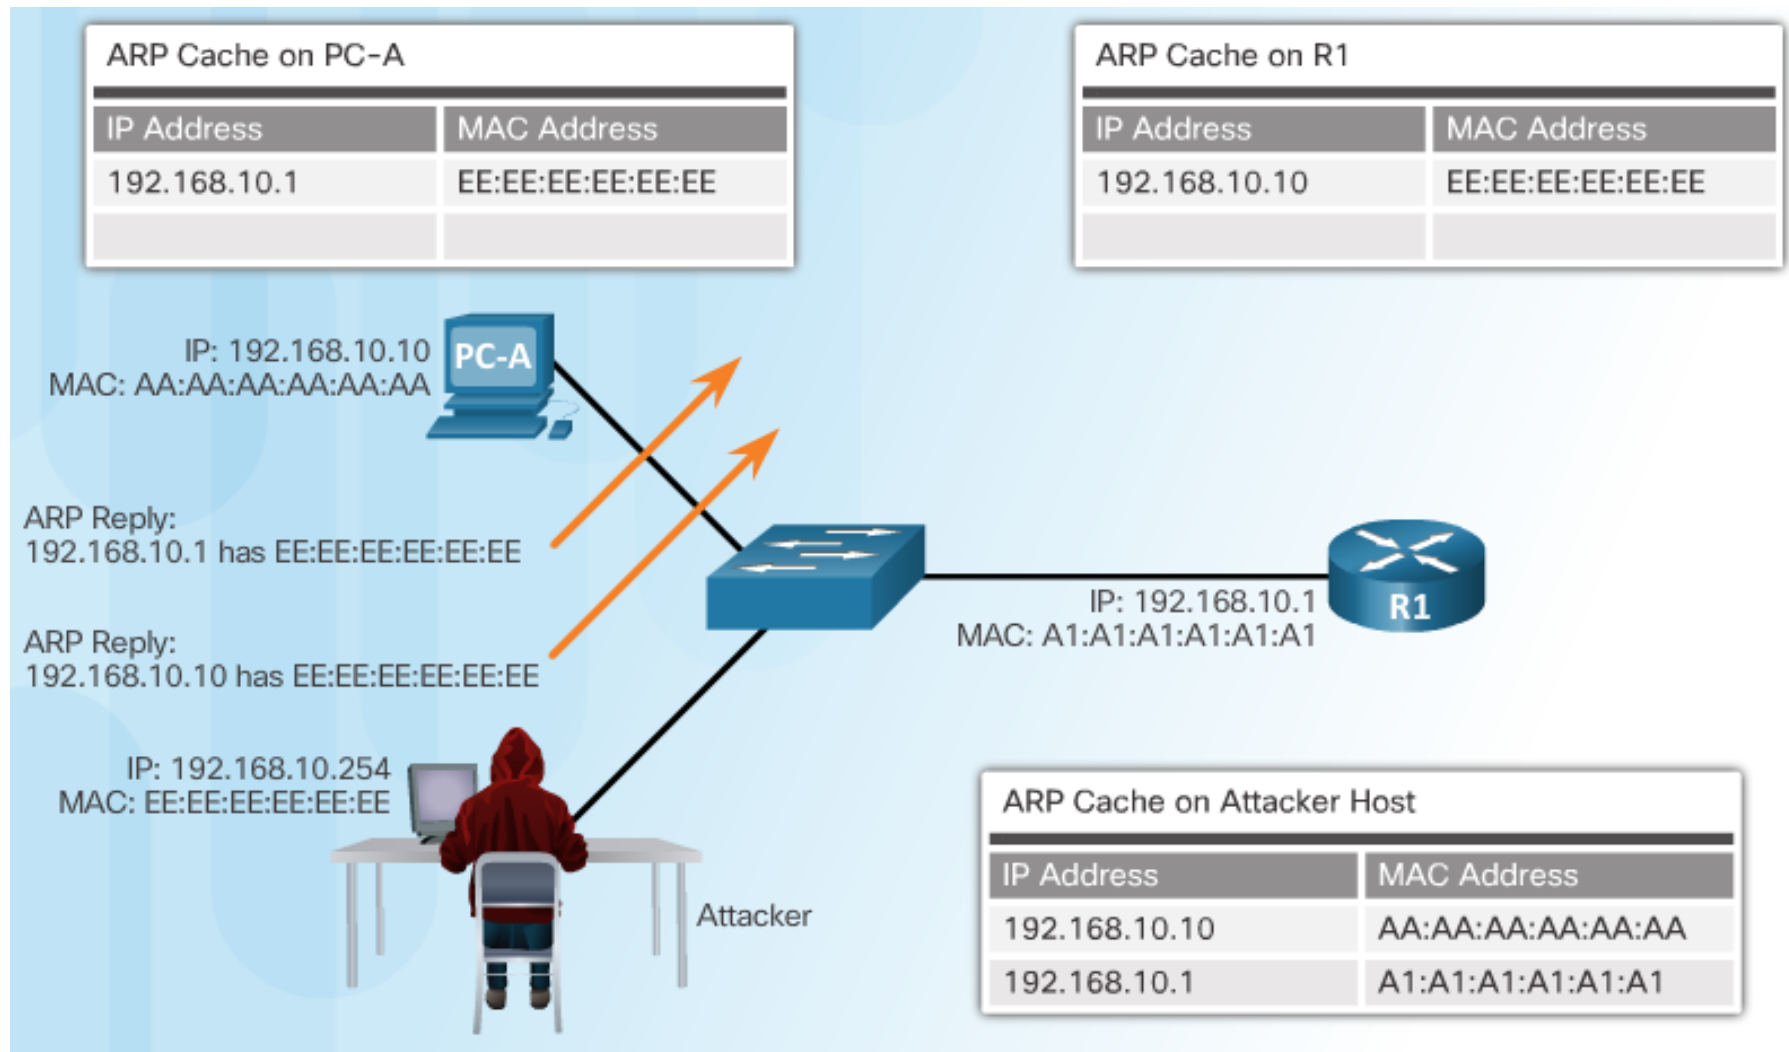 ARP Cache on PC-A
IP Address MAC Address
192.168.10.1 EE:EE:EE:EE:EE:EE
ARP Cache on R1
IP Address MAC Address
192.168.10.10 EE:EE:EE:EE:EE:EE
IP: 192.168.10.10
MAC: AA:AA:AA:AA:AA:AA
PC-A
ARP Reply:
192.168.10.1 has EE:EE:EE:EE:EE:EE
IP: 192.168.10.1
MAC: A1:A1:A1:A1:A1:A1
R1
ARP Reply:
192.168.10.10 has EE:EE:EE:EE:EE:EE
IP: 192.168.10.254
MAC: EE:EE:EE:EE:EE:EE
Attacker
ARP Cache on Attacker Host
IP Address MAC Address
192.168.10.10 AA:AA:AA:AA:AA:AA
192.168.10.1 A1:A1:A1:A1:A1:A1